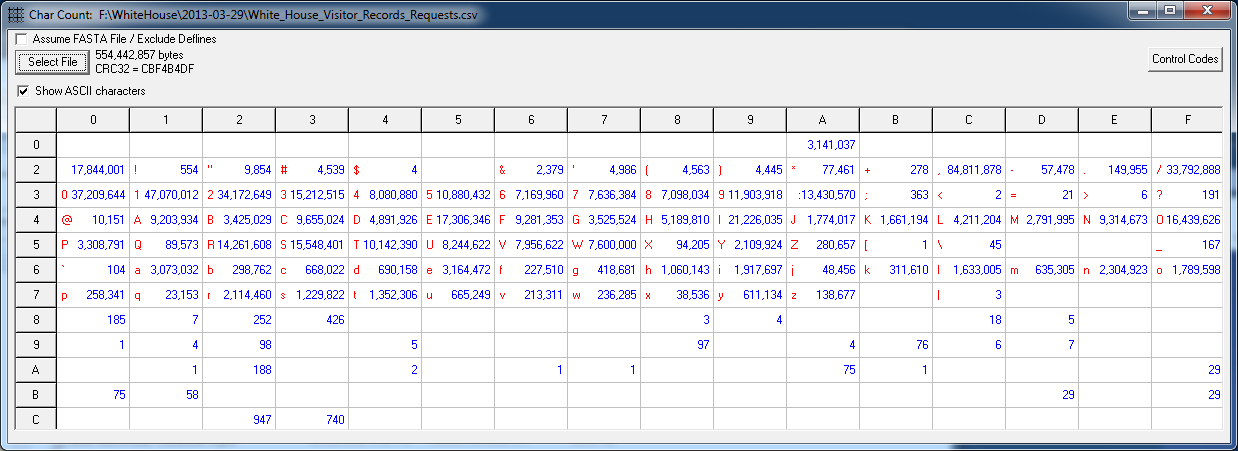 Char Count: F:\WhiteHouse\2013-03-29\White_House_Visitor_Records_Requests.csv
Assume FASTA File / Exclude Deflines
Select File
554,442,857 bytes
CRC32 = CBF4B4DF
Control Codes
Show ASCII characters
0 1 2 3 4 5 6 7 8 9 A B C D E F
0 3,141,037
2 17,844,001 ! 554 " 9,854 # 4,539 $ 4 & 2,379 ' 4,986 ( 4,563 ) 4,445 * 77,461 + 278 , 84,811,878 - 57,478 . 149,955 / 33,792,888
3 0 37,209,644 1 47,070,012 2 34,172,649 3 15,212,515 4 8,080,880 5 10,880,432 6 7,169,960 7 7,636,384 8 7,098,034 9 11,903,918 : 13,430,570 ; 363 < 2 = 21 > 6 ? 191
4 @ 10,151 A 9,203,934 B 3,425,029 C 9,655,024 D 4,891,926 E 17,306,346 F 9,281,353 G 3,525,524 H 5,189,810 I 21,226,035 J 1,774,017 K 1,661,194 L 4,211,204 M 2,791,995 N 9,314,673 O 16,439,626
5 P 3,308,791 Q 89,573 R 14,261,608 S 15,548,401 T 10,142,390 U 8,244,622 V 7,956,622 W 7,600,000 X 94,205 Y 2,109,924 Z 280,657 [ 1 \ 45 _ 167
6 ` 104 a 3,073,032 b 298,762 c 668,022 d 690,158 e 3,164,472 f 227,510 g 418,681 h 1,060,143 i 1,917,697 j 48,456 k 311,610 l 1,633,005 m 635,305 n 2,304,923 o 1,789,598
7 p 258,341 q 23,153 r 2,114,460 s 1,229,822 t 1,352,306 u 665,249 v 213,311 w 236,285 x 38,536 y 611,134 z 138,677 | 3
8 185 7 252 426 3 4 18 5
9 1 4 98 5 97 4 76 6 7
A 1 188 2 1 1 75 1 29
B 75 58 29 29
C 947 740